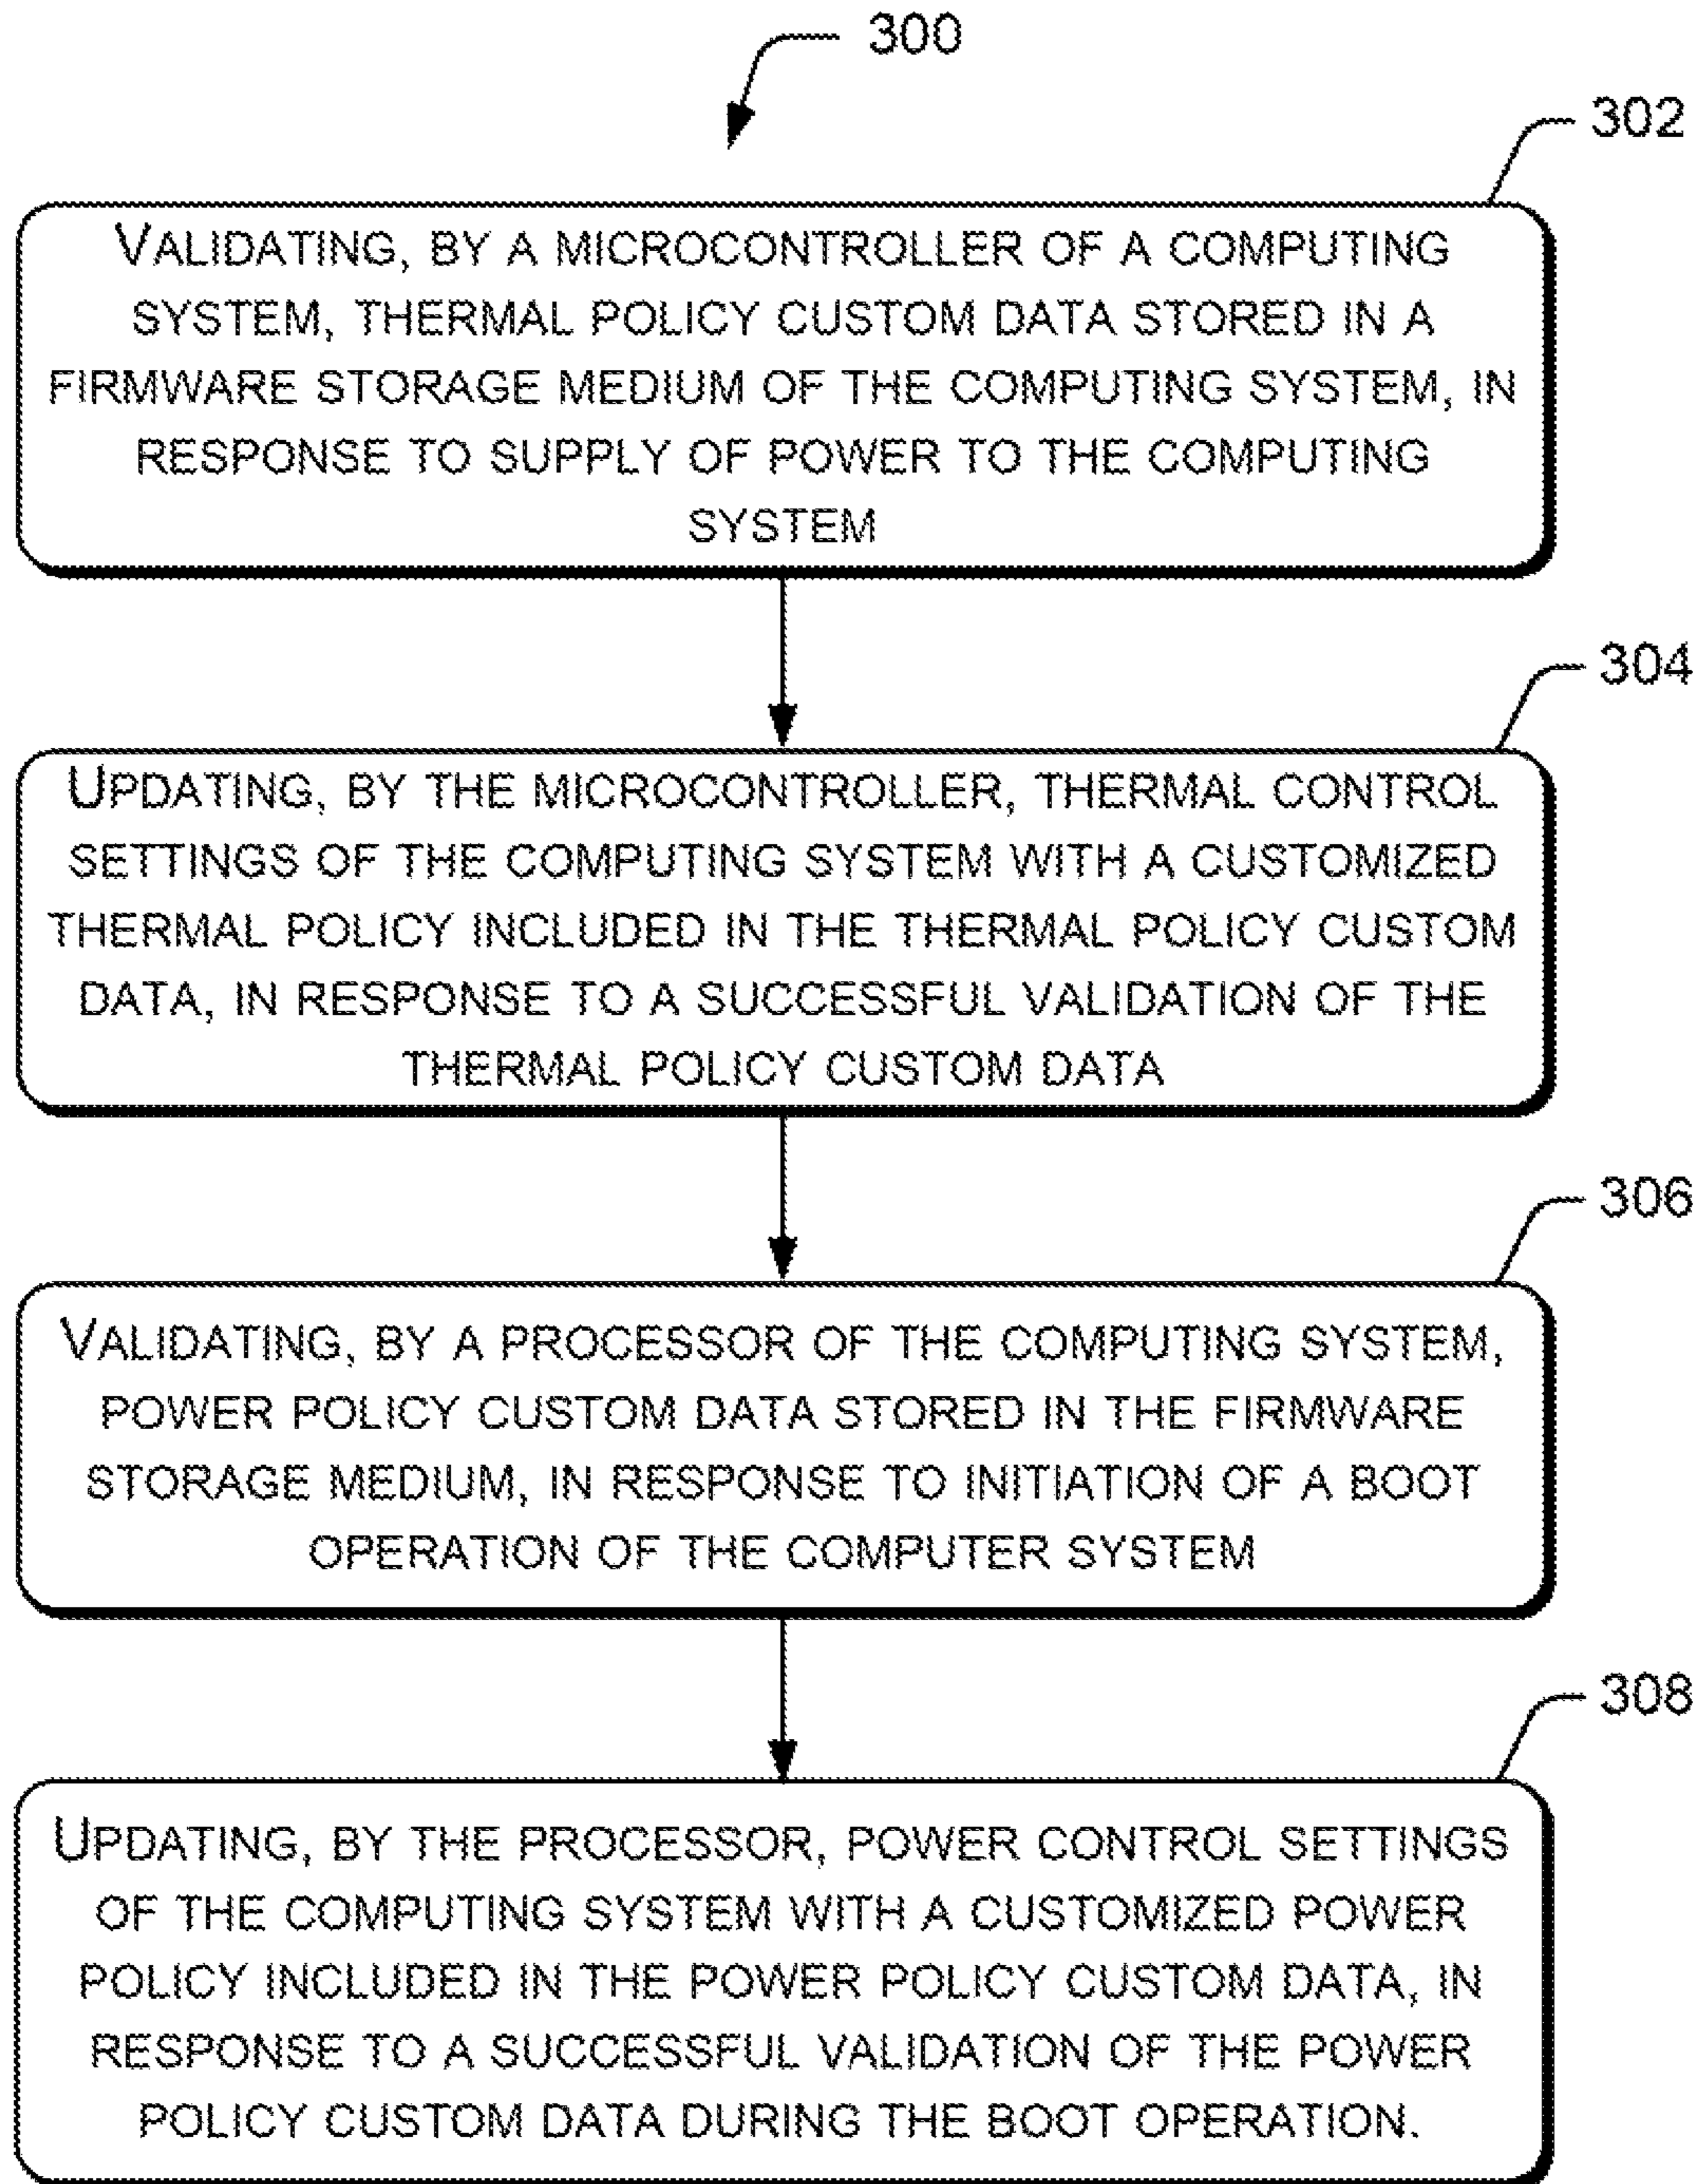 300
302
VALIDATING, BY A MICROCONTROLLER OF A COMPUTING
SYSTEM, THERMAL POLICY CUSTOM DATA STORED IN A
FIRMWARE STORAGE MEDIUM OF THE COMPUTING SYSTEM, IN
RESPONSE TO SUPPLY OF POWER TO THE COMPUTING
SYSTEM
304
UPDATING, BY THE MICROCONTROLLER, THERMAL CONTROL
SETTINGS OF THE COMPUTING SYSTEM WITH A CUSTOMIZED
THERMAL POLICY INCLUDED IN THE THERMAL POLICY CUSTOM
DATA, IN RESPONSE TO A SUCCESSFUL VALIDATION OF THE
THERMAL POLICY CUSTOM DATA
306
VALIDATING, BY A PROCESSOR OF THE COMPUTING SYSTEM,
POWER POLICY CUSTOM DATA STORED IN THE FIRMWARE
STORAGE MEDIUM, IN RESPONSE TO INITIATION OF A BOOT
OPERATION OF THE COMPUTER SYSTEM
308
UPDATING, BY THE PROCESSOR, POWER CONTROL SETTINGS
OF THE COMPUTING SYSTEM WITH A CUSTOMIZED POWER
POLICY INCLUDED IN THE POWER POLICY CUSTOM DATA, IN
RESPONSE TO A SUCCESSFUL VALIDATION OF THE POWER
POLICY CUSTOM DATA DURING THE BOOT OPERATION.